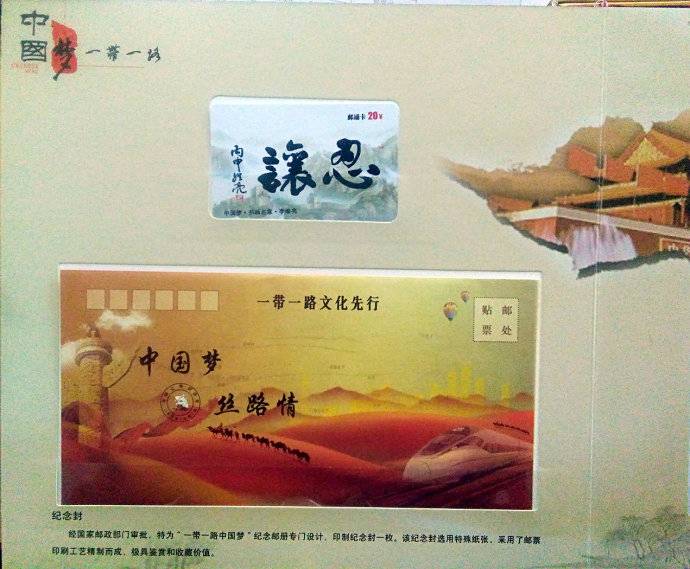 中國梦 一带一路
邮通卡 20￥
忍讓
丙申
一带一路文化先行
贴邮
票处
中国梦
丝路情
纪念封
经国家邮政部门审批，特为“一带一路中国梦”纪念邮册专门设计，印制纪念封一枚。该纪念封选用特殊纸张，采用了邮票
印刷工艺精制而成，极具鉴赏和收藏价值。